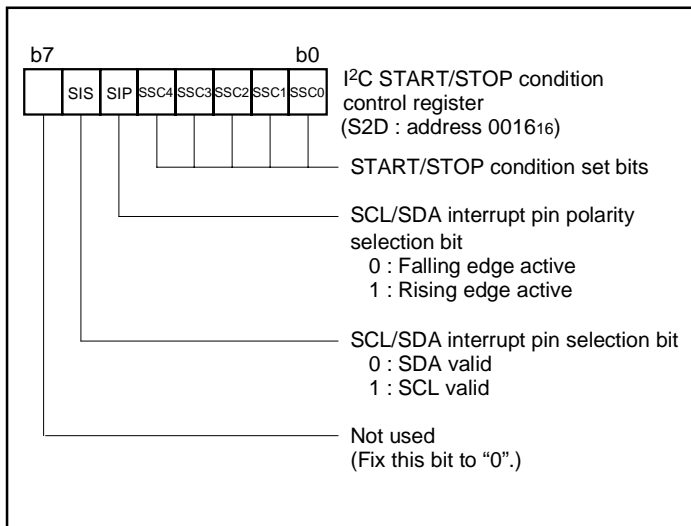 b7 b0
SIS SIP SSC4 SSC3 SSC2 SSC1 SSC0
I²C START/STOP condition
control register
(S2D : address 0016₁₆)
START/STOP condition set bits
SCL/SDA interrupt pin polarity
selection bit
0 : Falling edge active
1 : Rising edge active
SCL/SDA interrupt pin selection bit
0 : SDA valid
1 : SCL valid
Not used
(Fix this bit to “0”.)